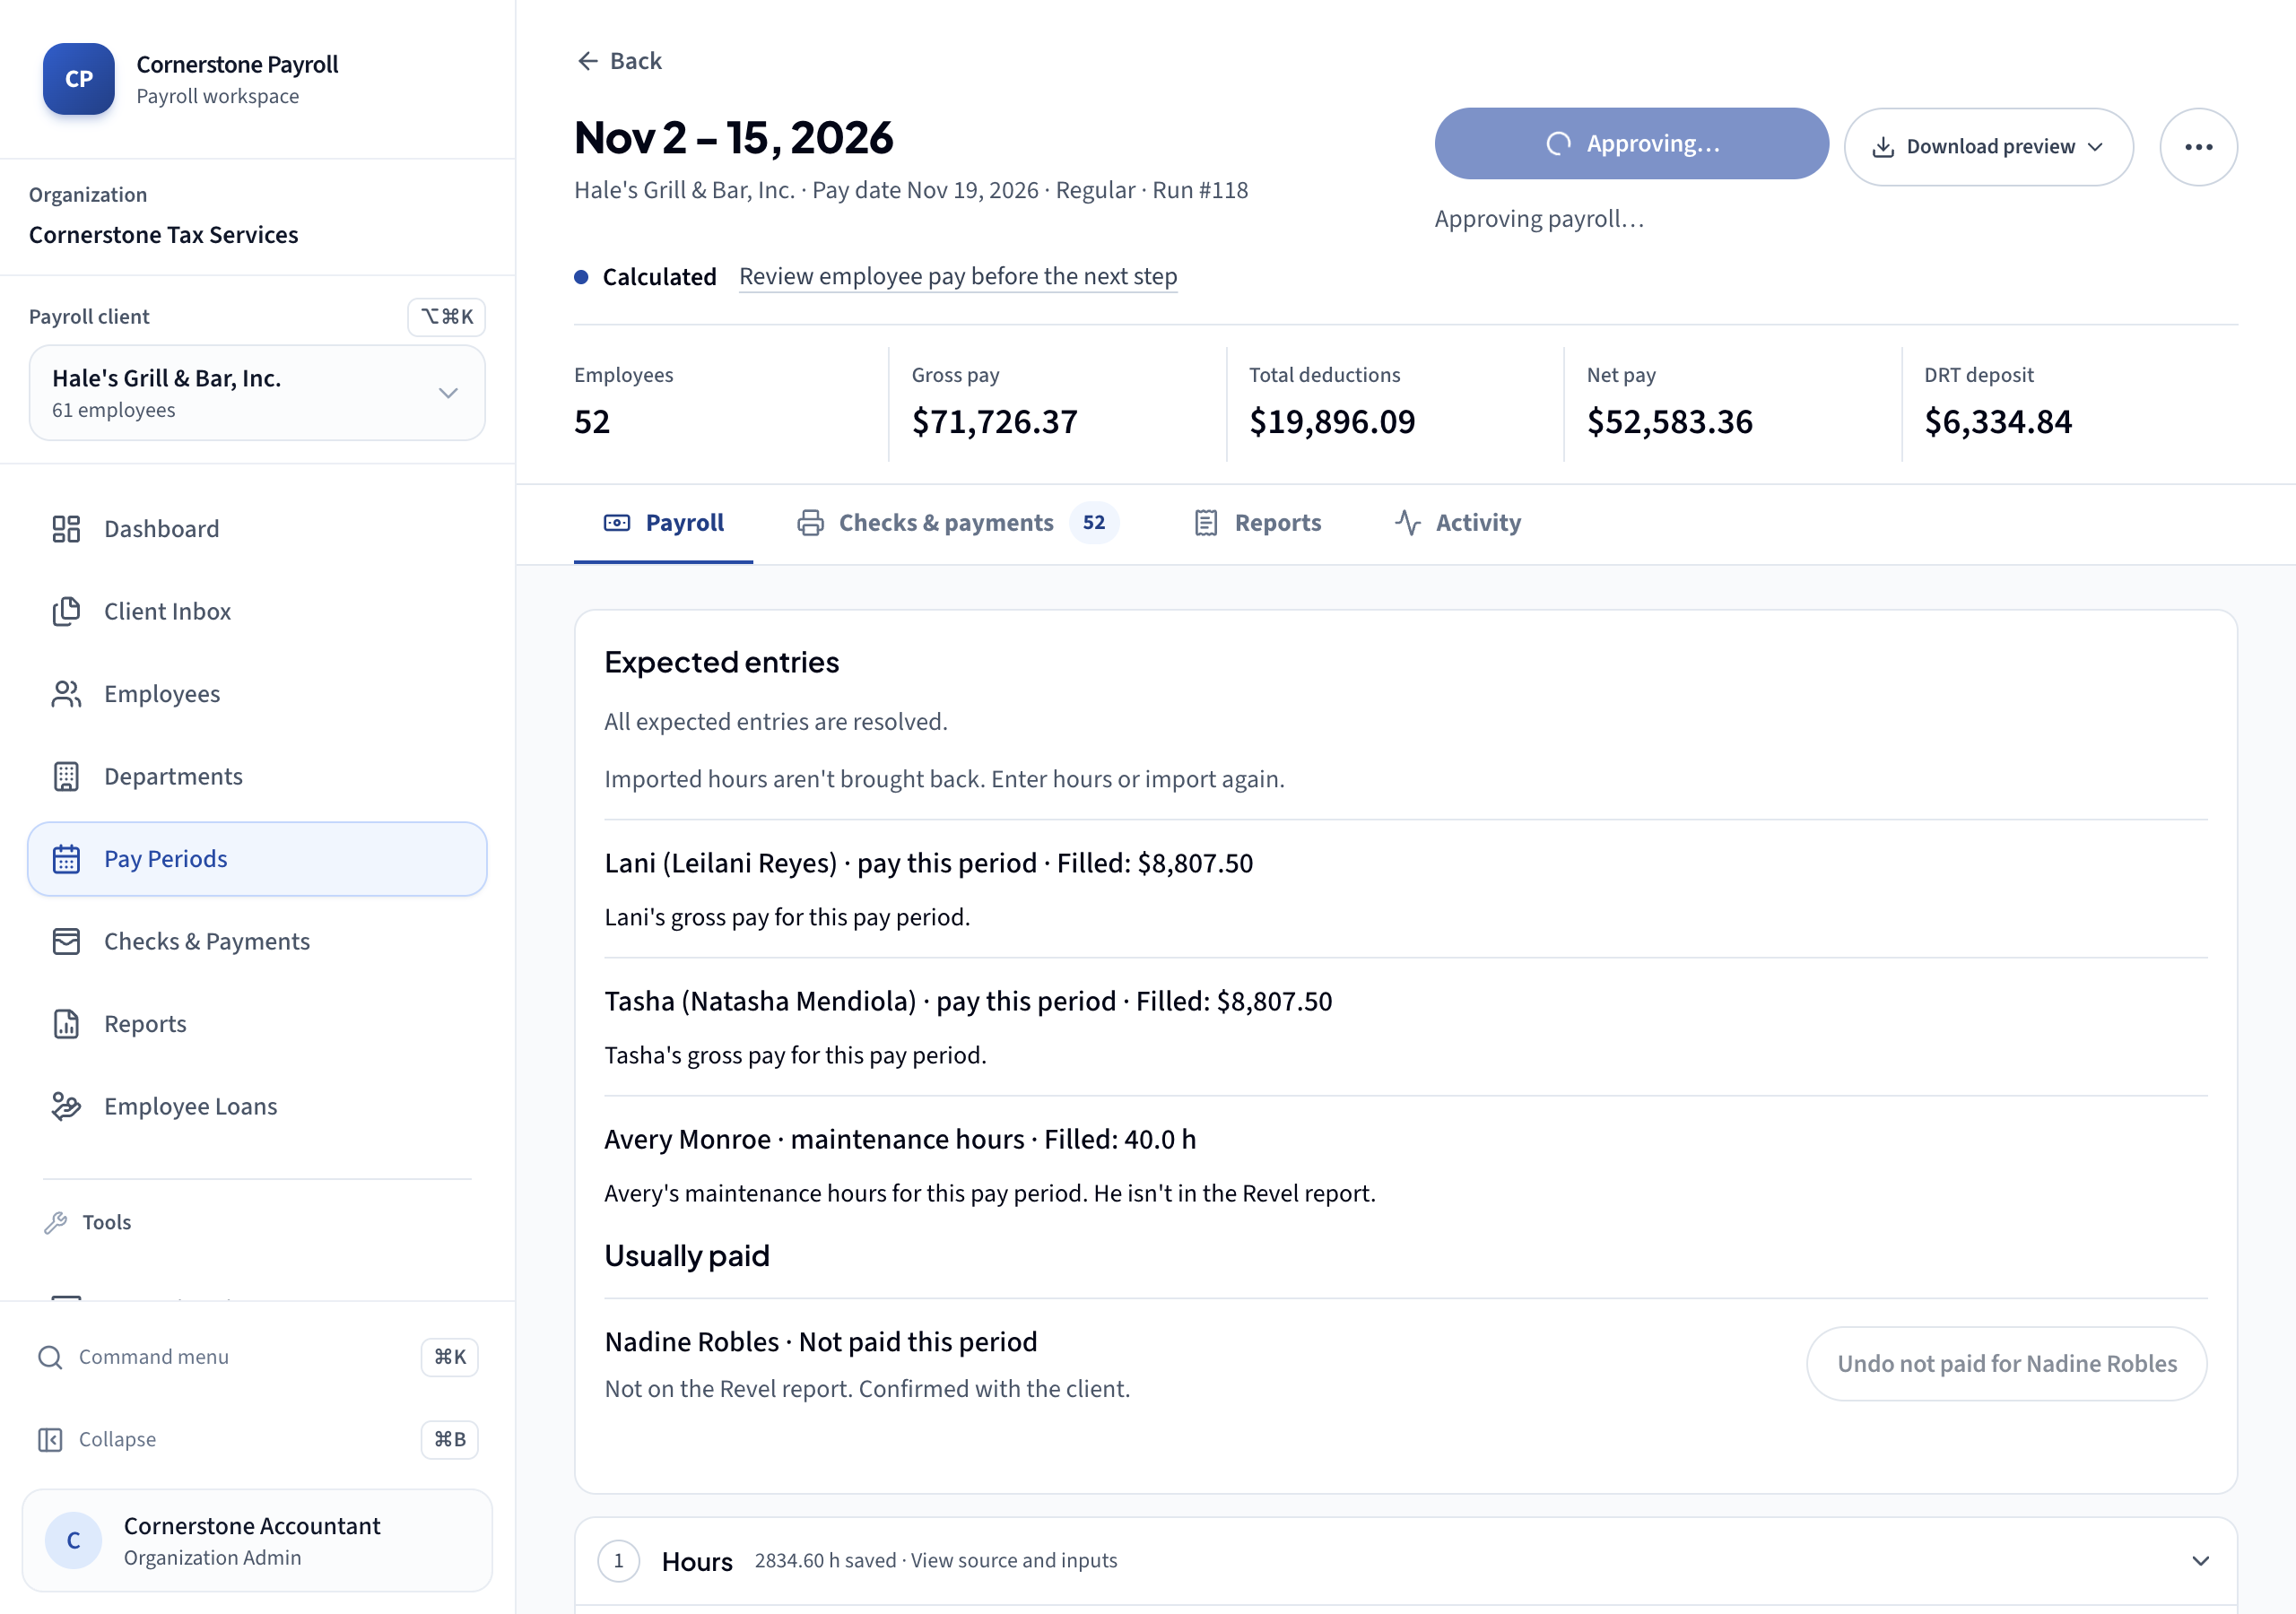 CP
Cornerstone Payroll
Payroll workspace
Organization
Cornerstone Tax Services
Payroll client
⌥⌘K
Hale's Grill & Bar, Inc.
61 employees
Dashboard
Client Inbox
Employees
Departments
Pay Periods
Checks & Payments
Reports
Employee Loans
Tools
Command menu
⌘K
Collapse
⌘B
C
Cornerstone Accountant
Organization Admin
Back
Nov 2 – 15, 2026
Hale's Grill & Bar, Inc. · Pay date Nov 19, 2026 · Regular · Run #118
Approving…
Download preview
Approving payroll…
Calculated Review employee pay before the next step
Employees
52
Gross pay
$71,726.37
Total deductions
$19,896.09
Net pay
$52,583.36
DRT deposit
$6,334.84
Payroll
Checks & payments 52
Reports
Activity
Expected entries
All expected entries are resolved.
Imported hours aren't brought back. Enter hours or import again.
Lani (Leilani Reyes) · pay this period · Filled: $8,807.50
Lani's gross pay for this pay period.
Tasha (Natasha Mendiola) · pay this period · Filled: $8,807.50
Tasha's gross pay for this pay period.
Avery Monroe · maintenance hours · Filled: 40.0 h
Avery's maintenance hours for this pay period. He isn't in the Revel report.
Usually paid
Nadine Robles · Not paid this period
Not on the Revel report. Confirmed with the client.
Undo not paid for Nadine Robles
1 Hours 2834.60 h saved · View source and inputs